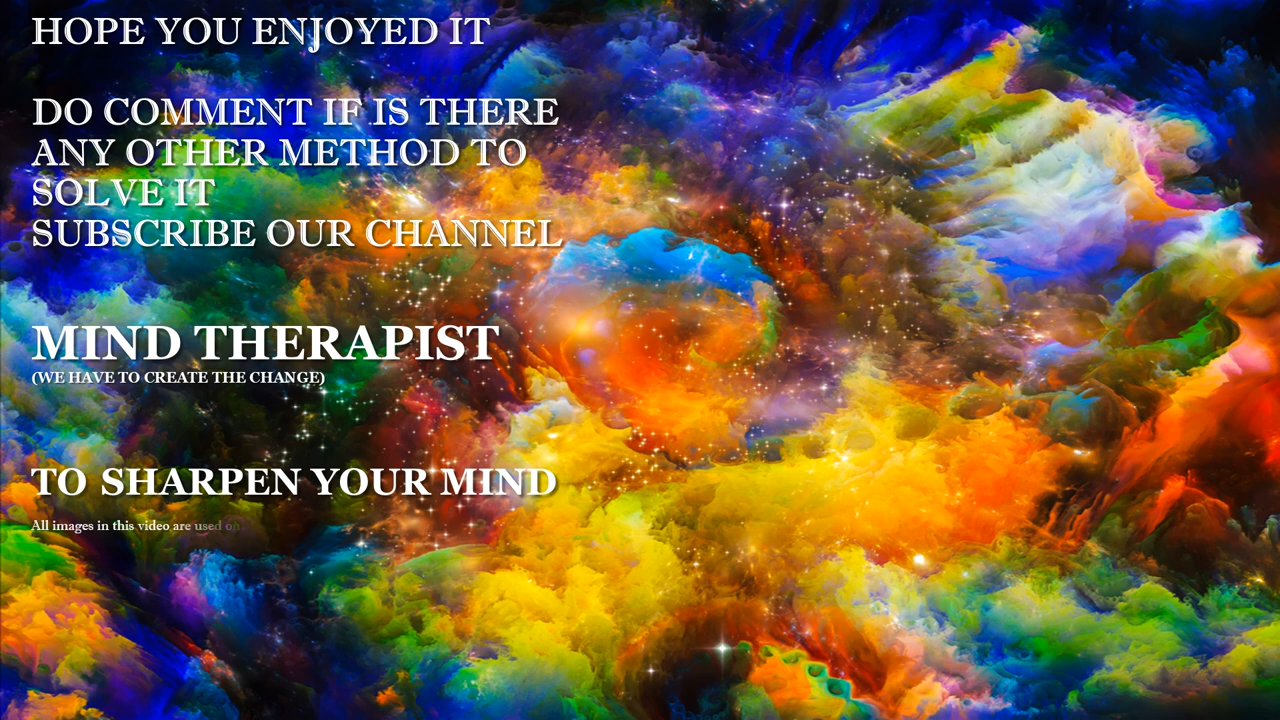 HOPE YOU ENJOYED IT
DO COMMENT IF IS THERE
ANY OTHER METHOD TO
SOLVE IT
SUBSCRIBE OUR CHANNEL
MIND THERAPIST
(WE HAVE TO CREATE THE CHANGE)
TO SHARPEN YOUR MIND
All images in this video are used on